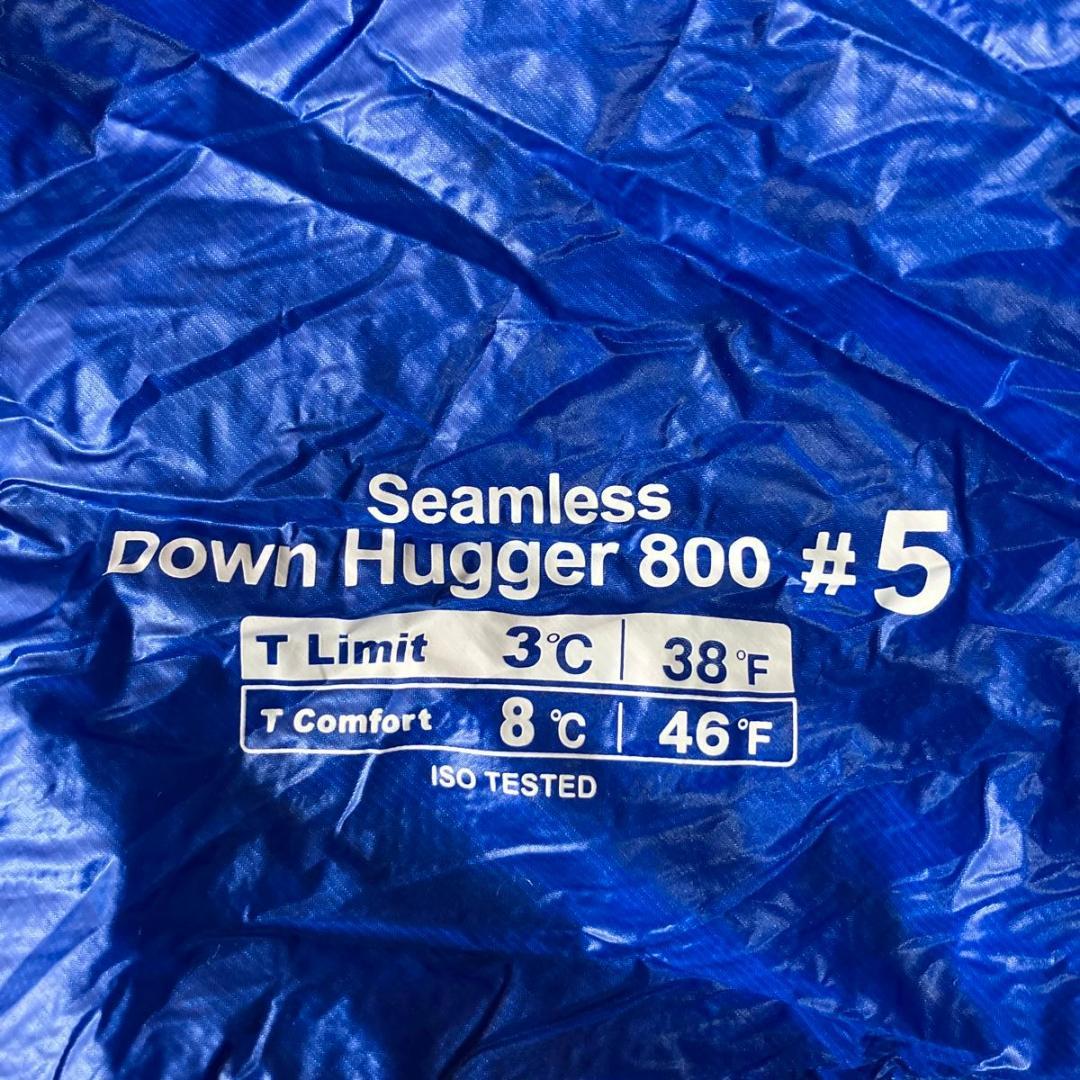 Seamless
Down Hugger 800 #5
T Limit 3℃ | 38°F
T Comfort 8℃ | 46°F
ISO TESTED